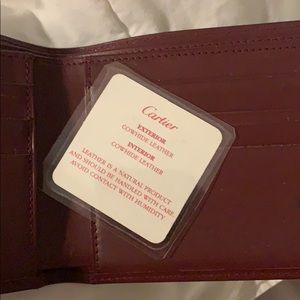 Cartier
EXTERIOR
COWHIDE LEATHER
INTERIOR
COWHIDE LEATHER
LEATHER IS A NATURAL PRODUCT
AND SHOULD BE HANDLED WITH CARE
AVOID CONTACT WITH HUMIDITY.